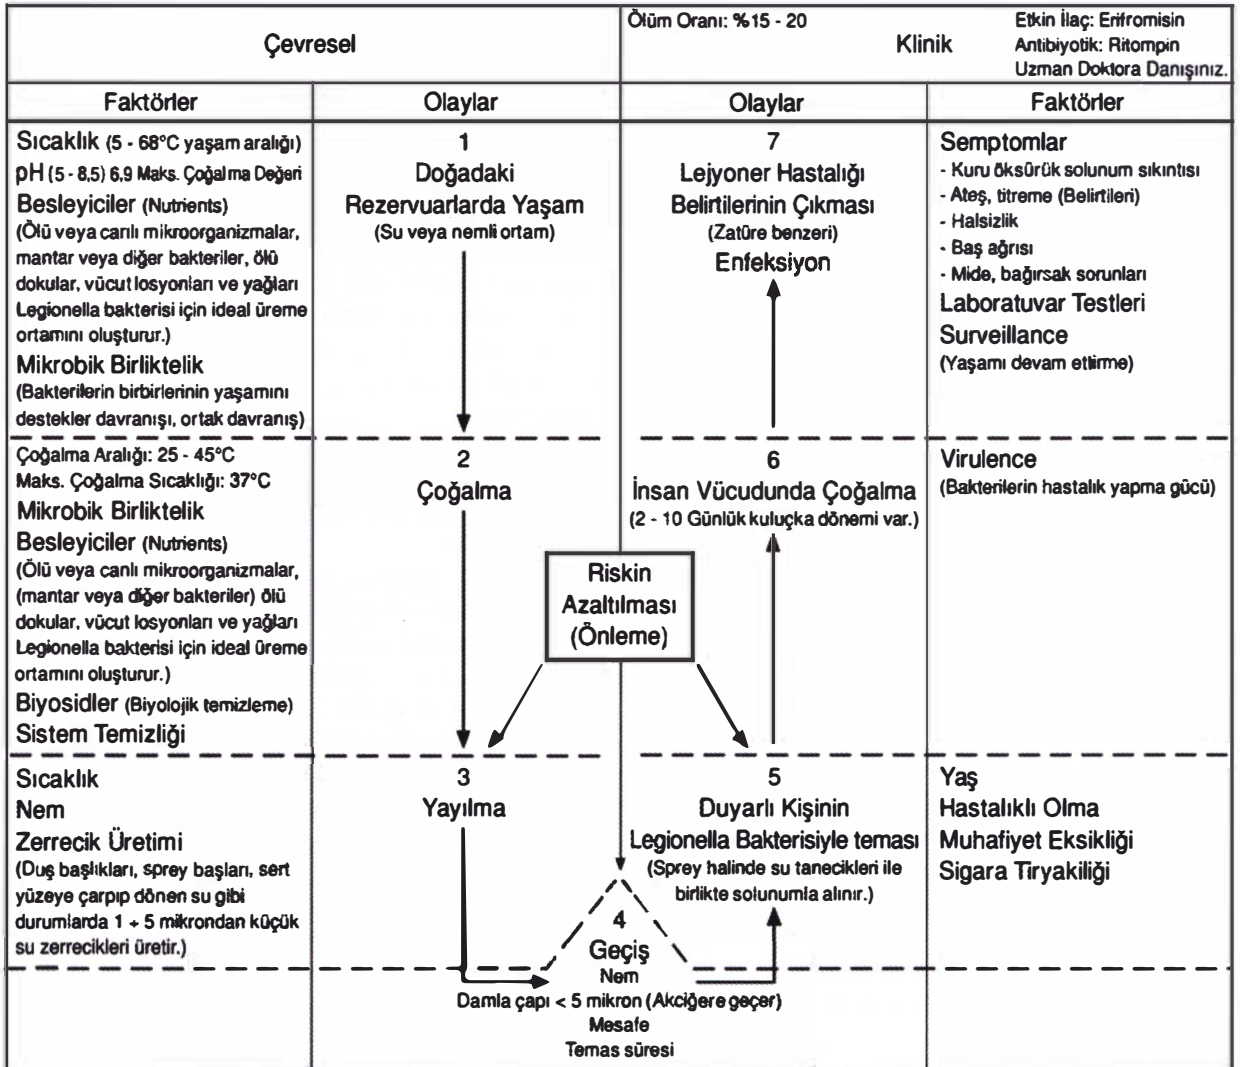 Çevresel
Ölüm Oranı: %15 - 20
Klinik
Etkin İlaç: Erifromisin
Antibiyotik: Ritompin
Uzman Doktora Danışınız.
Faktörler
Olaylar
Olaylar
Faktörler
Sıcaklık (5 - 68°C yaşam aralığı)
pH (5 - 8,5) 6,9 Maks. Çoğalma Değeri
Besleyiciler (Nutrients)
(Ölü veya canlı mikroorganizmalar,
mantar veya diğer bakteriler, ölü
dokular, vücut losyonları ve yağları
Legionella bakterisi için ideal üreme
ortamını oluşturur.)
Mikrobik Birliktelik
(Bakterilerin birbirlerinin yaşamını
destekler davranışı, ortak davranış)
1
Doğadaki
Rezervuarlarda Yaşam
(Su veya nemli ortam)
7
Lejyoner Hastalığı
Belirtilerinin Çıkması
(Zatüre benzeri)
Enfeksiyon
Semptomlar
- Kuru öksürük solunum sıkıntısı
- Ateş, titreme (Belirtileri)
- Halsizlik
- Baş ağrısı
- Mide, bağırsak sorunları
Laboratuvar Testleri
Surveillance
(Yaşamı devam ettirme)
Çoğalma Aralığı: 25 - 45°C
Maks. Çoğalma Sıcaklığı: 37°C
Mikrobik Birliktelik
Besleyiciler (Nutrients)
(Ölü veya canlı mikroorganizmalar,
(mantar veya diğer bakteriler) ölü
dokular, vücut losyonları ve yağları
Legionella bakterisi için ideal üreme
ortamını oluşturur.)
Biyosidler (Biyolojik temizleme)
Sistem Temizliği
2
Çoğalma
6
İnsan Vücudunda Çoğalma
(2 - 10 Günlük kuluçka dönemi var.)
Virulence
(Bakterilerin hastalık yapma gücü)
Riskin
Azaltılması
(Önleme)
Sıcaklık
Nem
Zerrecik Üretimi
(Duş başlıkları, sprey başları, sert
yüzeye çarpıp dönen su gibi
durumlarda 1 ÷ 5 mikrondan küçük
su zerrecikleri üretir.)
3
Yayılma
4
Geçiş
Nem
Damla çapı < 5 mikron (Akciğere geçer)
Mesafe
Temas süresi
5
Duyarlı Kişinin
Legionella Bakterisiyle teması
(Sprey halinde su tanecikleri ile
birlikte solunumla alınır.)
Yaş
Hastalıklı Olma
Muhafiyet Eksikliği
Sigara Tiryakiliği